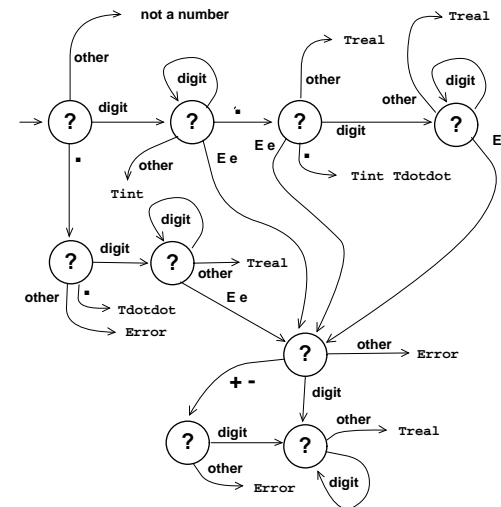 not a number
Treal
Treal
other
digit
other
other
digit
? digit ? . ? digit ?
. other E e E e . E
Tint
Tint Tdotdot
digit
? digit ? other Treal
other . Tdotdot
E e
Error
? other Error
+ - digit
other
? digit ? Treal
other
Error
digit